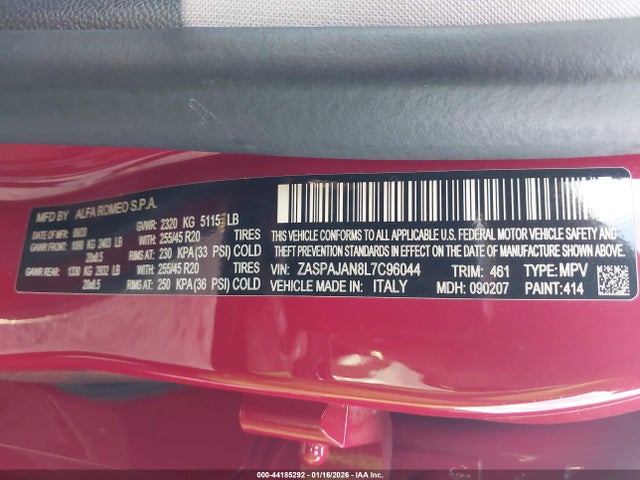 MFD BY ALFA ROMEO S.P.A.
DATE OF MFR: 09/20 GVWR: 2320 KG 5115 LB
GAWR FRONT: 1090 KG 2403 LB WITH: 255/45 R20 TIRES
20x8.5 RIMS AT: 230 KPA (33 PSI) COLD
GAWR REAR: 1330 KG 2932 LB WITH: 255/45 R20 TIRES
20x8.5 RIMS AT: 250 KPA (36 PSI) COLD
THIS VEHICLE CONFORMS TO ALL APPLICABLE U.S. FEDERAL MOTOR VEHICLE SAFETY AND
THEFT PREVENTION STANDARDS IN EFFECT ON THE DATE OF MANUFACTURE SHOWN ABOVE.
VIN: ZASPAJAN8L7C96044 TRIM: 461 TYPE: MPV
VEHICLE MADE IN: ITALY MDH: 090207 PAINT: 414
000-44185292 - 01/16/2026 - IAA Inc.